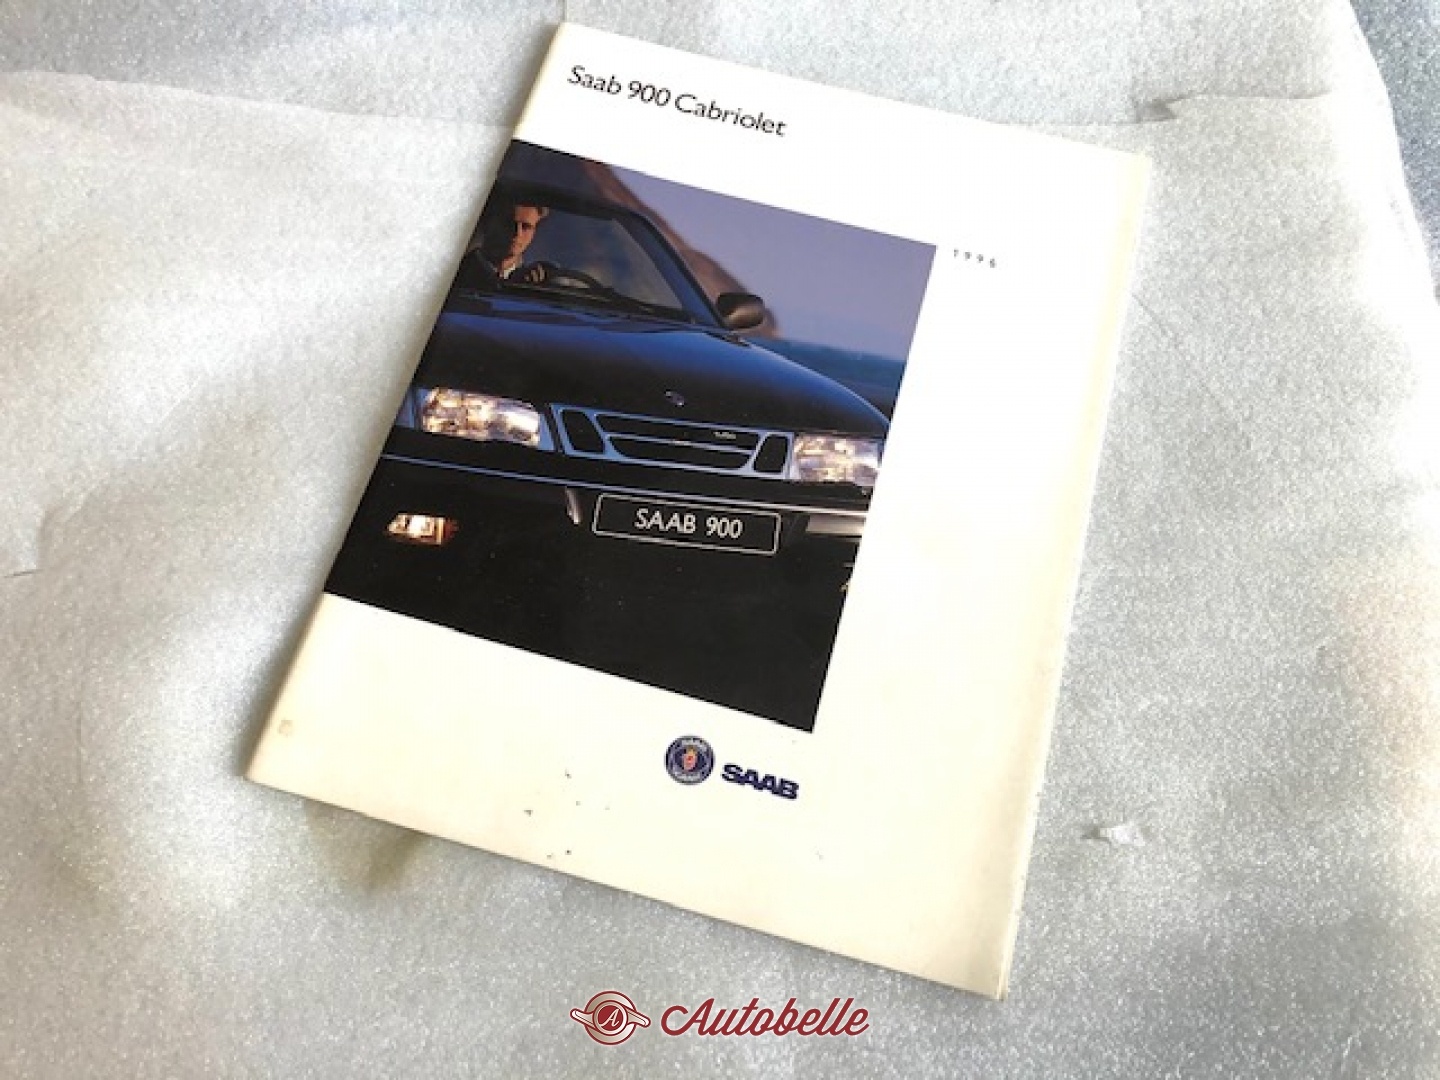 Saab 900 Cabriolet
1996
SAAB 900
SAAB
A Autobelle